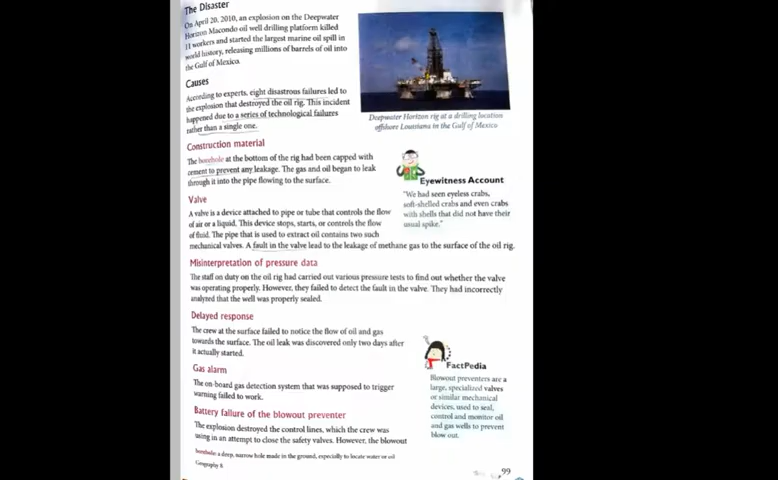 The Disaster
On April 20, 2010, an explosion on the Deepwater
Horizon Macondo oil well drilling platform killed
11 workers and started the largest marine oil spill in
world history, releasing millions of barrels of oil into
the Gulf of Mexico.
Causes
According to experts, eight disastrous failures led to
the explosion that destroyed the oil rig. This incident
happened due to a series of technological failures
rather than a single one.
Deepwater Horizon rig at a drilling location
offshore Louisiana in the Gulf of Mexico
Construction material
The borehole at the bottom of the rig had been capped with
cement to prevent any leakage. The gas and oil began to leak
through it into the pipe flowing to the surface.
Eyewitness Account
"We had seen eyeless crabs,
soft-shelled crabs and even crabs
with shells that did not have their
usual spike."
Valve
A valve is a device attached to pipe or tube that controls the flow
of air or a liquid. This device stops, starts, or controls the flow
of fluid. The pipe that is used to extract oil contains two such
mechanical valves. A fault in the valve lead to the leakage of methane gas to the surface of the oil rig.
Misinterpretation of pressure data
The staff on duty on the oil rig had carried out various pressure tests to find out whether the valve
was operating properly. However, they failed to detect the fault in the valve. They had incorrectly
analyzed that the well was properly sealed.
Delayed response
The crew at the surface failed to notice the flow of oil and gas
towards the surface. The oil leak was discovered only two days after
it actually started.
Gas alarm
The on-board gas detection system that was supposed to trigger
warning failed to work.
FactPedia
Blowout preventers are a
large, specialized valves
or similar mechanical
devices, used to seal,
control and monitor oil
and gas wells to prevent
blow out.
Battery failure of the blowout preventer
The explosion destroyed the control lines, which the crew was
using in an attempt to close the safety valves. However, the blowout
borehole: a deep, narrow hole made in the ground, especially to locate water or oil
Geography 8
99